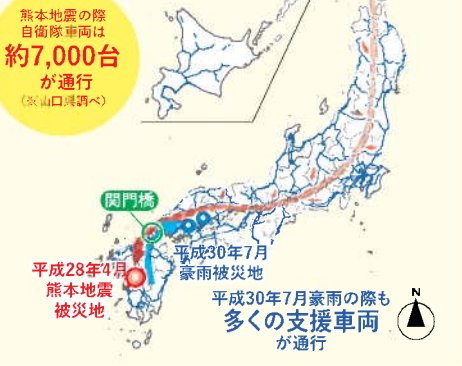 熊本地震の際
自衛隊車両は
約7,000台
が通行
(※山口県調べ)
関門橋
平成30年7月
豪雨被災地
平成28年4月
熊本地震
被災地
平成30年7月豪雨の際も
多くの支援車両
が通行
N